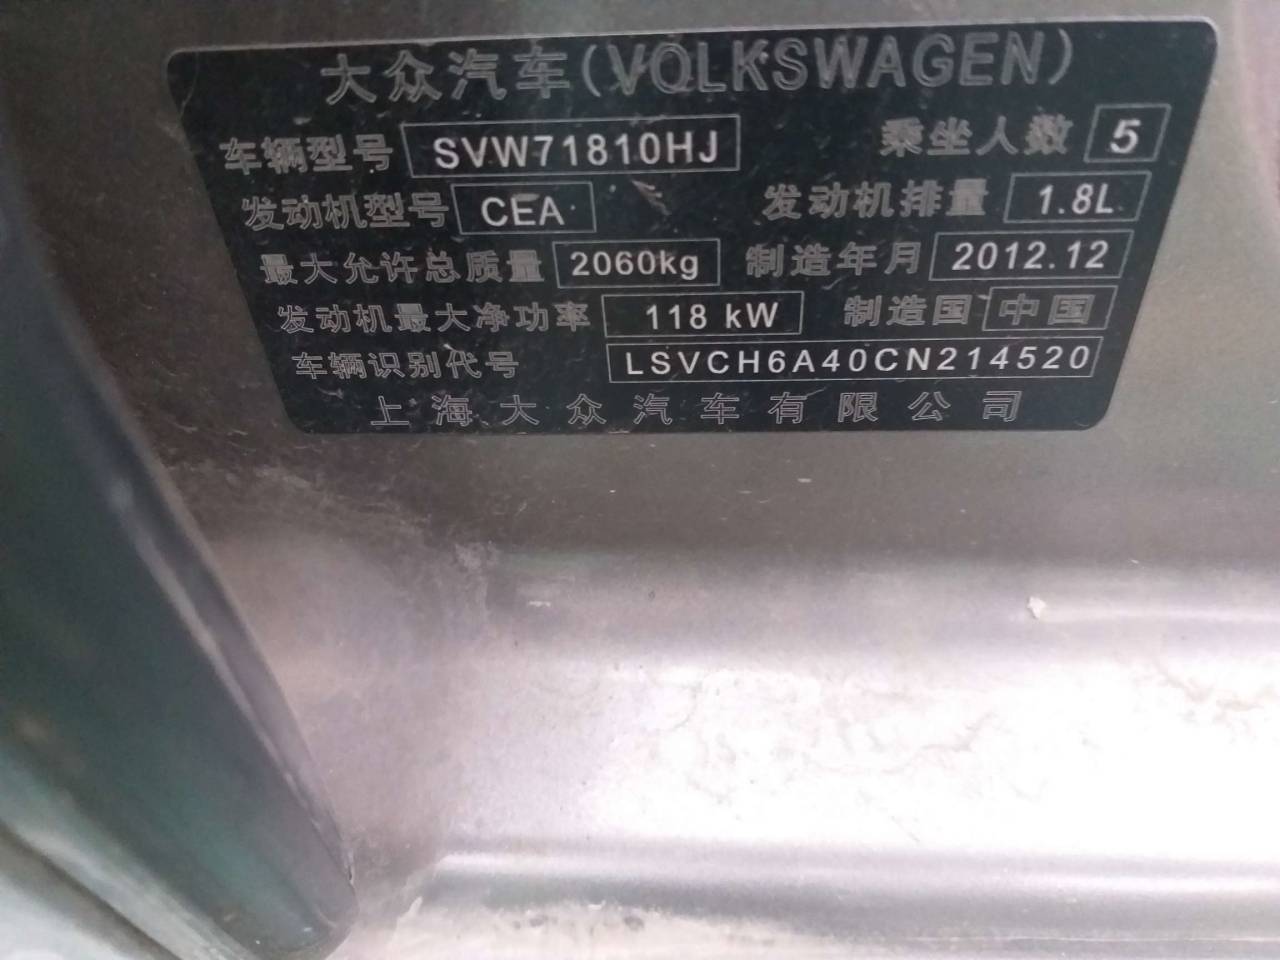 大众汽车(VOLKSWAGEN)
车辆型号 SVW71810HJ 乘坐人数 5
发动机型号 CEA 发动机排量 1.8L
最大允许总质量 2060kg 制造年月 2012.12
发动机最大净功率 118 kW 制造国 中国
车辆识别代号 LSVCH6A40CN214520
上海大众汽车有限公司